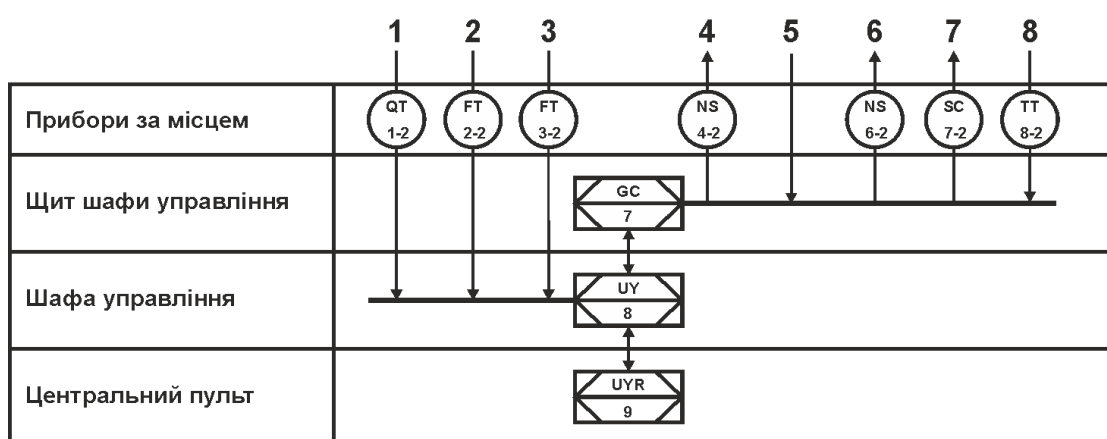 1 2 3 4 5 6 7 8
Прибори за місцем
QT 1-2
FT 2-2
FT 3-2
NS 4-2
NS 6-2
SC 7-2
TT 8-2
Щит шафи управління
GC
7
Шафа управління
UY
8
Центральний пульт
UYR
9